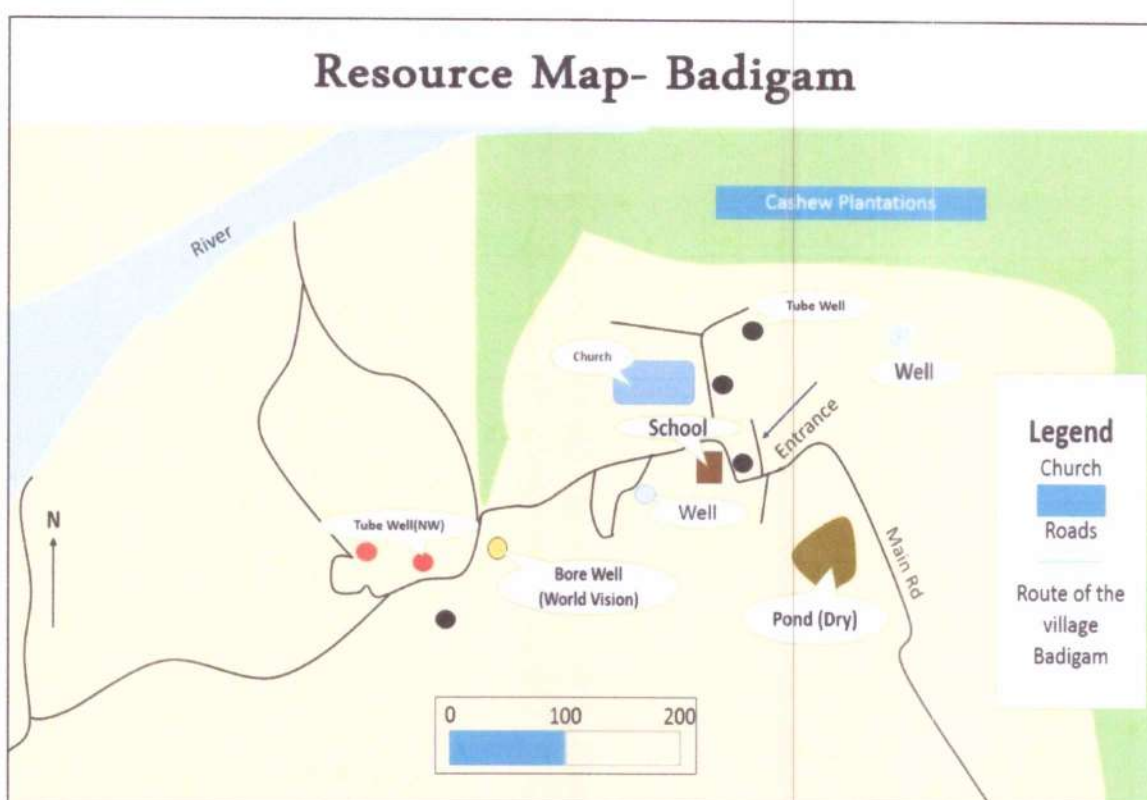 Resource Map- Badigam
Cashew Plantations
River
Tube Well
Church
Well
School
Entrance
Legend
Church
Roads
Route of the
village
Badigam
N
Tube Well(NW)
Well
Bore Well
(World Vision)
Main Rd
Pond (Dry)
0 100 200